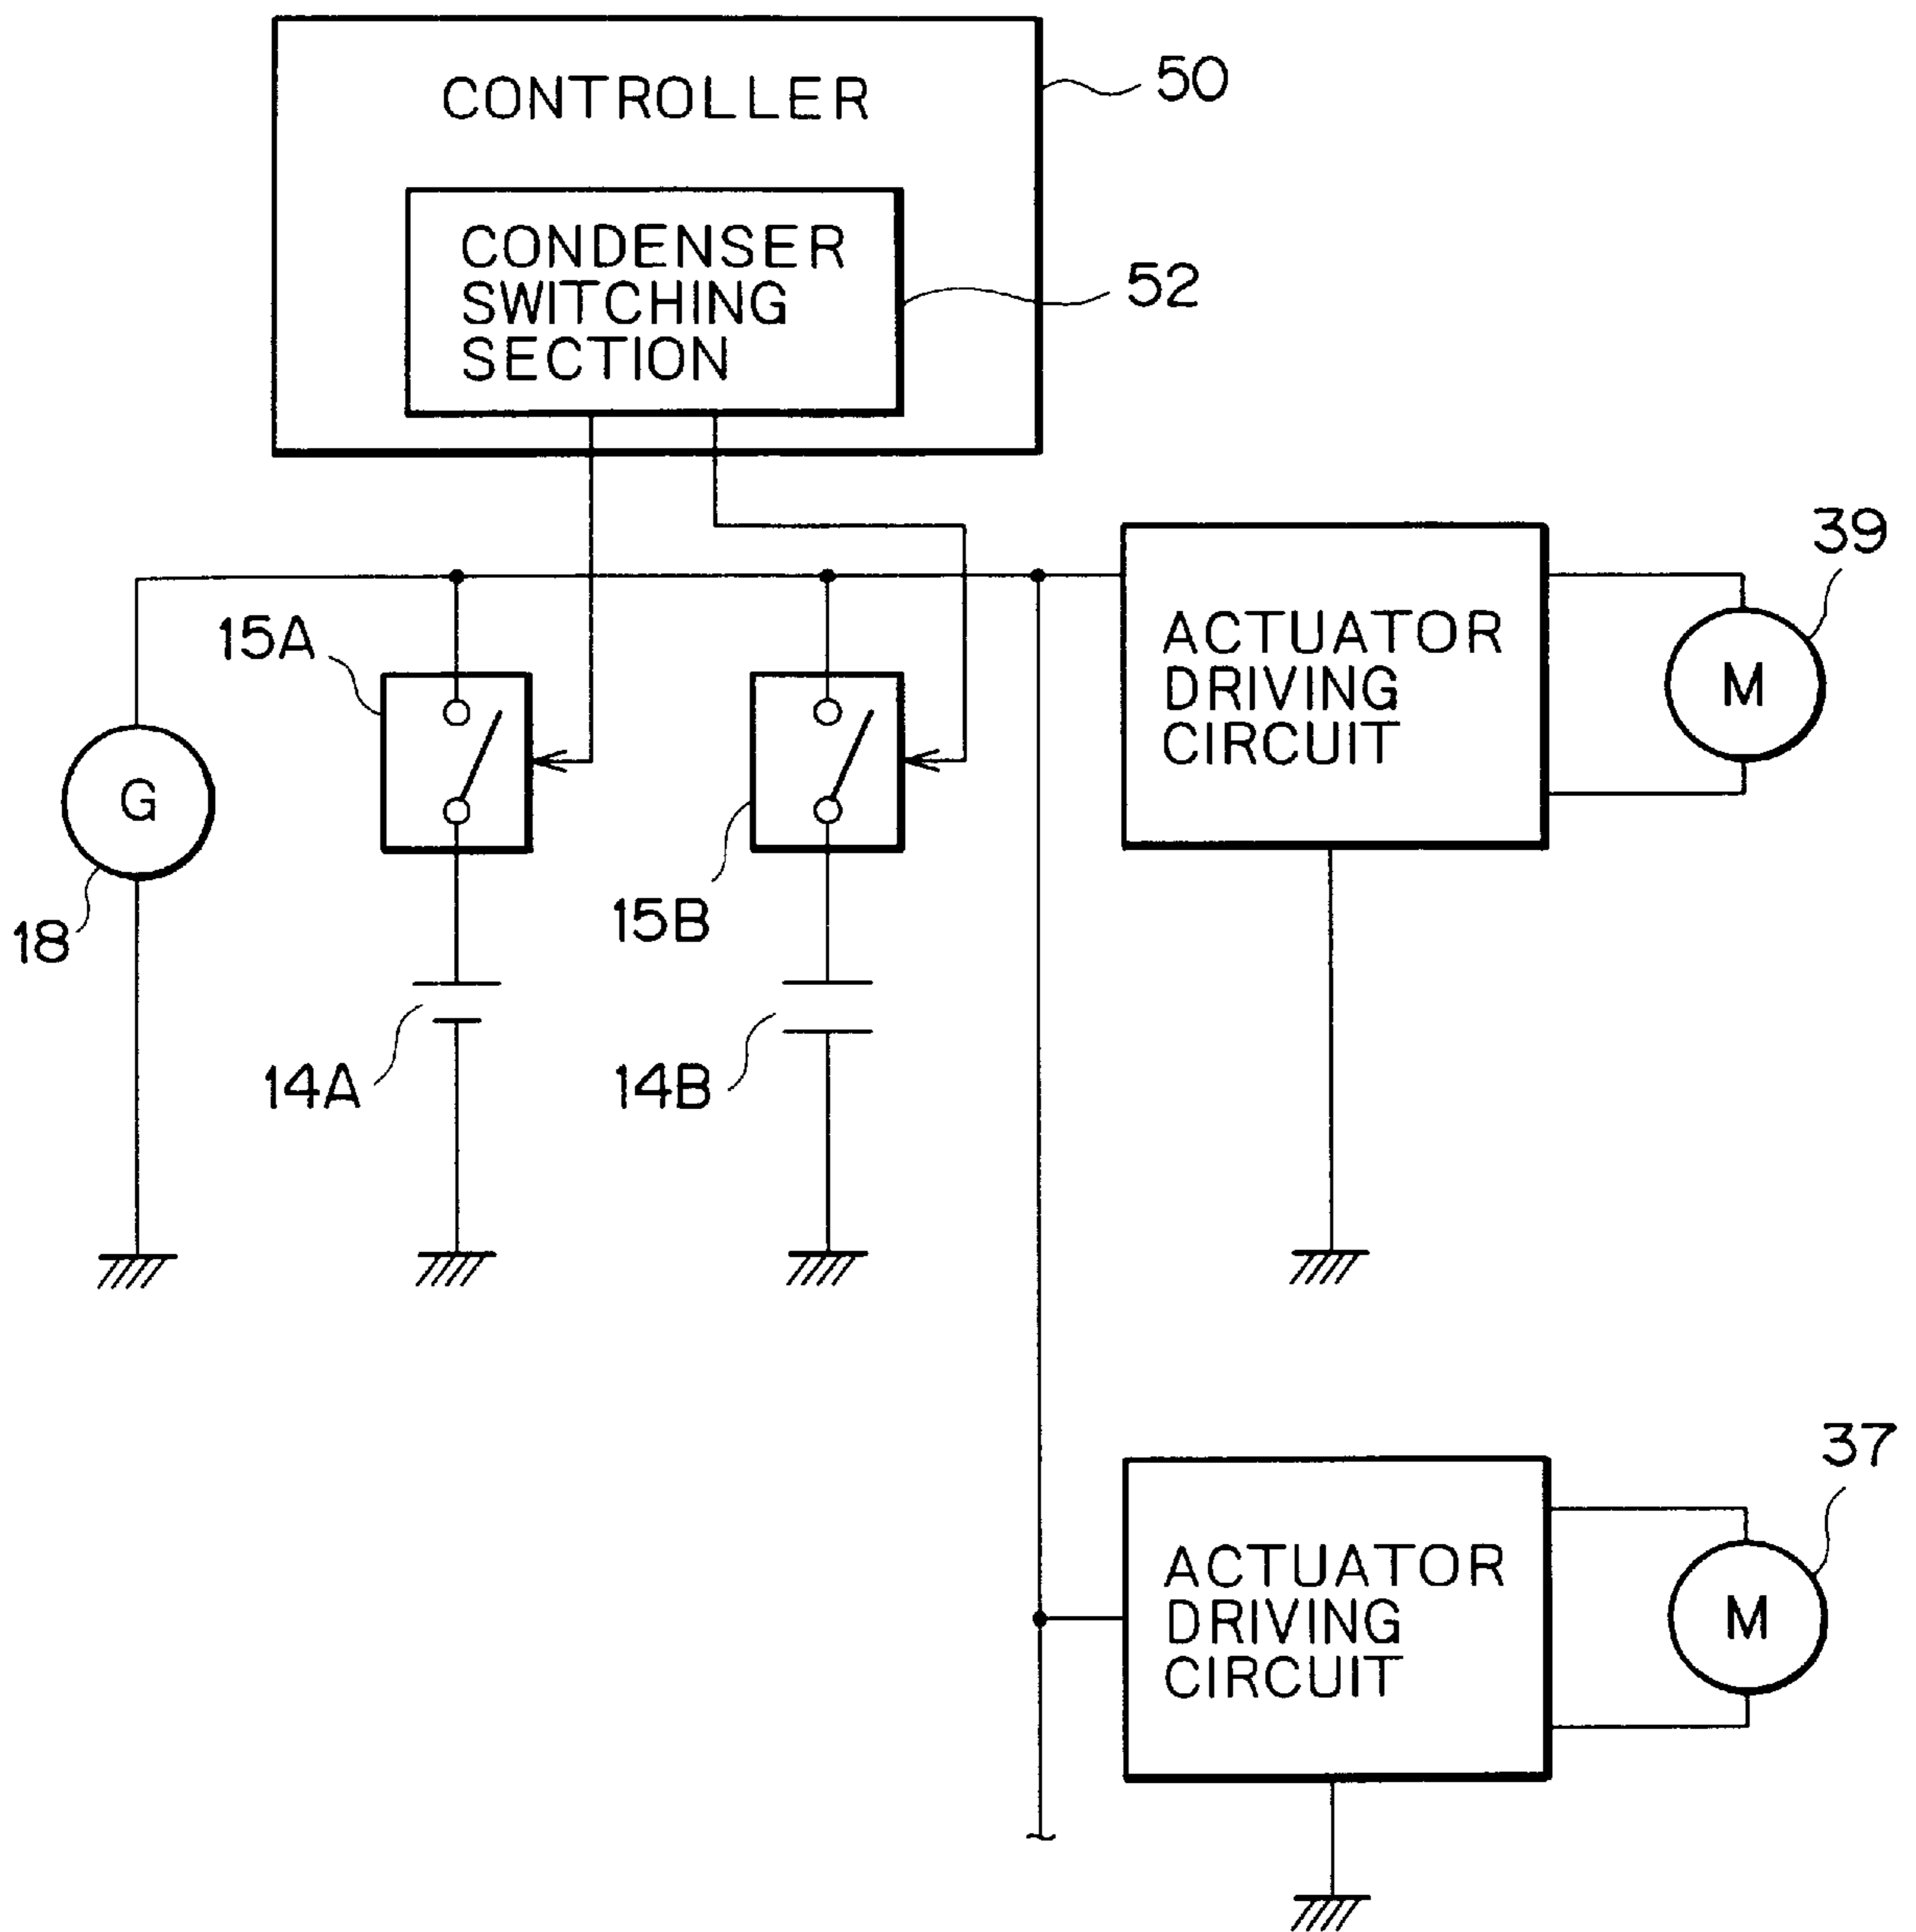 CONTROLLER
50
CONDENSER
SWITCHING
SECTION
52
39
15A
ACTUATOR
DRIVING
CIRCUIT
M
G
18
15B
14A
14B
37
ACTUATOR
DRIVING
CIRCUIT
M